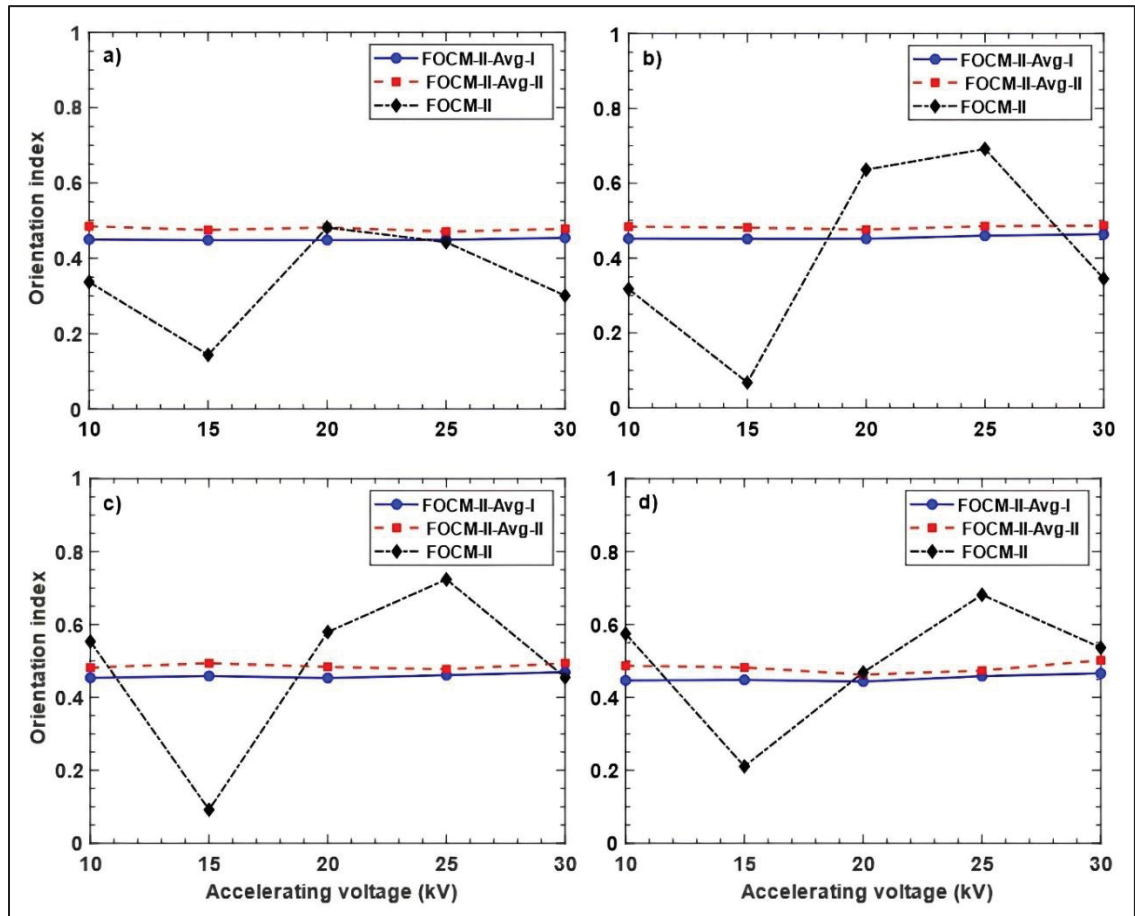 a)
FOCM-II-Avg-I
FOCM-II-Avg-II
FOCM-II
Orientation index
1
0.8
0.6
0.4
0.2
0
10 15 20 25 30
b)
FOCM-II-Avg-I
FOCM-II-Avg-II
FOCM-II
1
0.8
0.6
0.4
0.2
0
10 15 20 25 30
c)
FOCM-II-Avg-I
FOCM-II-Avg-II
FOCM-II
Orientation index
1
0.8
0.6
0.4
0.2
0
10 15 20 25 30
Accelerating voltage (kV)
d)
FOCM-II-Avg-I
FOCM-II-Avg-II
FOCM-II
1
0.8
0.6
0.4
0.2
0
10 15 20 25 30
Accelerating voltage (kV)